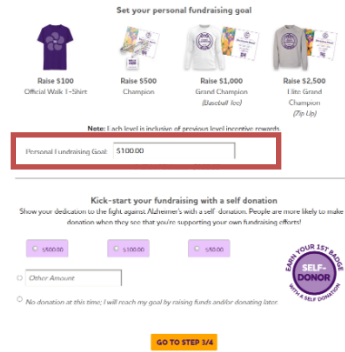 Set your personal fundraising goal
Raise $100
Official Walk T-Shirt
Raise $500
Champion
Raise $1,000
Grand Champion
(Baseball Tee)
Raise $2,500
Elite Grand
Champion
(Zip Up)
Note: Each level is inclusive of previous level incentive rewards
Personal Fundraising Goal: $100.00
Kick-start your fundraising with a self donation
Show your dedication to the fight against Alzheimer's with a self-donation. People are more likely to make
donation when they see that you're supporting your own fundraising efforts!
$500.00
$100.00
$50.00
Other Amount
No donation at this time; I will reach my goal by raising funds and/or donating later
EARN YOUR 1ST BADGE
SELF-
DONOR
WITH A SELF DONATION
GO TO STEP 3/4